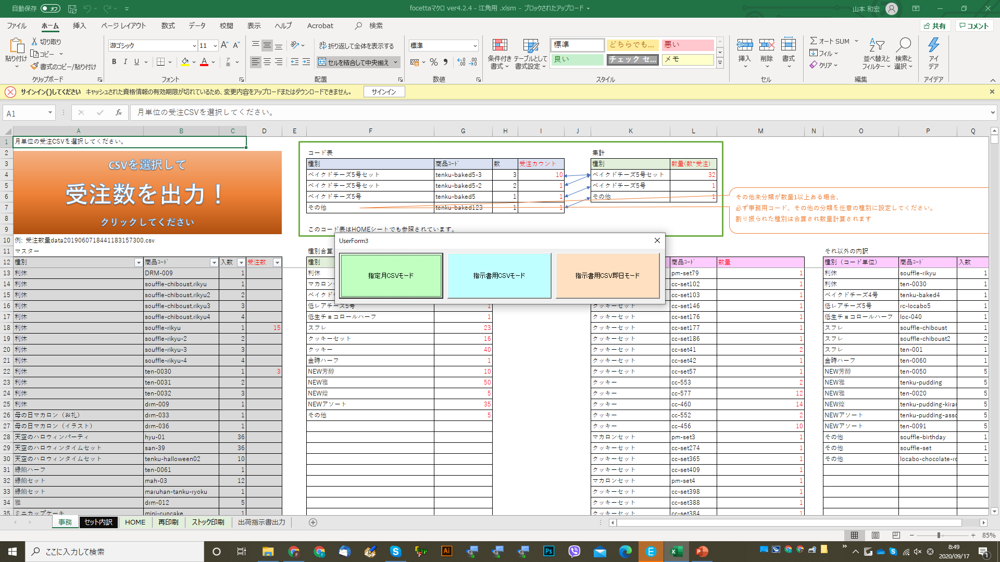 自動保存 オフ focettaマクロ ver4.2.4 - 江角用 .xlsm - ブロックされたアップロード 山本 和宏
ファイル ホーム 挿入 ページ レイアウト 数式 データ 校閲 表示 ヘルプ Acrobat 検索 共有 コメント
貼り付け 切り取り コピー 書式のコピー/貼り付け クリップボード
游ゴシック 11 B I U フォント
折り返して全体を表示する セルを結合して中央揃え 配置
標準 % 数値
条件付き書式 テーブルとして書式設定 標準 どちらでも... 悪い 良い チェック セ... メモ スタイル
挿入 削除 書式 セル
オート SUM フィル クリア 並べ替えとフィルター 検索と選択 編集
アイデア アイデア
サインイン()してください キャッシュされた資格情報の有効期限が切れているため、変更内容をアップロードまたはダウンロードできません。 サインイン
A1 fx 月単位の受注CSVを選択してください。
A B C D E F G H I J K L M N O P Q
1 月単位の受注CSVを選択してください。
CSVを選択して
受注数を出力！
クリックしてください
2 コード表 集計
3 種別 商品ｺｰﾄﾞ 数 受注カウント 種別 数量(数*受注)
4 ベイクドチーズ5号セット tenku-baked5-3 3 10 ベイクドチーズ5号セット 32
5 ベイクドチーズ5号セット tenku-baked5-2 2 1 ベイクドチーズ5号 1
6 ベイクドチーズ5号 tenku-baked5 1 1 その他 1
7 その他 tenku-baked123 1 1
8
9 このコード表はHOMEシートでも参照されています。
その他未分類が数量1以上ある場合、
必ず事務用コード、その他の分類を任意の種別に設定してください。
割り振られた種別は合算され数量計算されます
10 例: 受注数量data2019060718441183157300.csv
11 マスター 種別合算 それ以外の内訳
12 種別 商品ｺｰﾄﾞ 入数 受注数 種別 商品ｺｰﾄﾞ 数量 種別（コード単位） 商品ｺｰﾄﾞ 入数
UserForm3
指定月CSVモード 指示書用CSVモード 指示書用CSV即日モード
13 利休 DRM-009 1 利休 pm-set79 1 利休 souffle-rikyu 1
14 利休 souffle-chiboust.rikyu 1 マカロン cc-set102 1 利休 ten-0030 1
15 利休 souffle-chiboust.rikyu2 2 ベイクド cc-set103 1 ベイクドチーズ4号 tenku-baked4 1
16 利休 souffle-chiboust.rikyu3 3 低レアチーズ5号 1 クッキーセット cc-set146 1 低レアチーズ5号 rc-locabo5 1
17 利休 souffle-chiboust.rikyu4 4 低生チョコロールハーフ 1 クッキーセット cc-set176 1 低生チョコロールハーフ loc-040 1
18 利休 souffle-rikyu 1 15 スフレ 23 クッキーセット cc-set177 1 スフレ souffle-chiboust 1
19 利休 souffle-rikyu-2 2 クッキーセット 16 クッキーセット cc-set186 1 スフレ souffle-chiboust2 2
20 利休 souffle-rikyu-3 3 クッキー 40 クッキーセット cc-set41 2 スフレ ten-001 1
21 利休 souffle-rikyu-4 4 金時ハーフ 1 クッキーセット cc-set42 1 金時ハーフ ten-0060 1
22 利休 ten-0030 1 3 NEW芳醇 10 クッキーセット cc-set57 1 NEW芳醇 ten-0050 5
23 利休 ten-0031 2 NEW雅 50 クッキー cc-553 2 NEW雅 tenku-pudding 5
24 利休 ten-0032 3 NEW煌 5 クッキー cc-577 12 NEW雅 ten-0020 5
25 利休 drm-009 1 NEWアソート 35 クッキー cc-460 14 NEW煌 tenku-pudding-kirar 5
26 母の日マカロン（お礼） drm-033 1 その他 5 クッキー cc-552 2 NEWアソート tenku-pudding-asso 5
27 母の日マカロン（イラスト） drm-036 1 クッキー cc-456 10 NEWアソート ten-0091 5
28 天空のハロウィンパーティ hyu-01 36 マカロンセット pm-set3 1 その他 souffle-birthday 1
29 天空のハロウィンタイムセット san-39 36 クッキーセット cc-set274 1 その他 souffle-set 1
30 天空のハロウィンタイムセット tenku-halloween02 10 クッキーセット cc-set365 1 その他 locabo-chocolate-ro 1
31 緑餡ハーフ ten-0061 1 クッキーセット cc-set409 1
32 緑餡セット mah-03 12 マカロンセット pm-set4 1
33 緑餡セット maruhan-tanku-ryoku 1 クッキーセット cc-set398 1
34 雅 drm-012 5 クッキーセット cc-set388 1
35 ミニカップケーキ mini-cupcake 1 クッキーセット cc-set384 1
事務 セット内訳 HOME 再印刷 ストック印刷 出荷指示書出力
85%
ここに入力して検索
8:49
2020/09/17